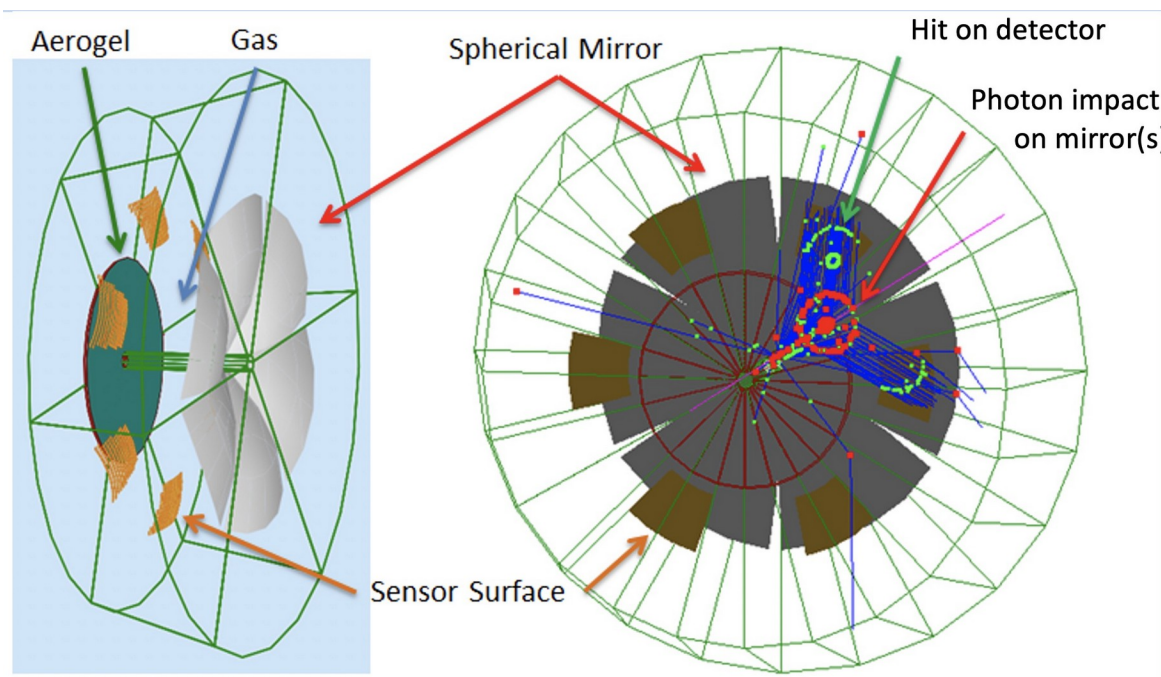 Aerogel
Gas
Spherical Mirror
Hit on detector
Photon impact
on mirror(s)
Sensor Surface